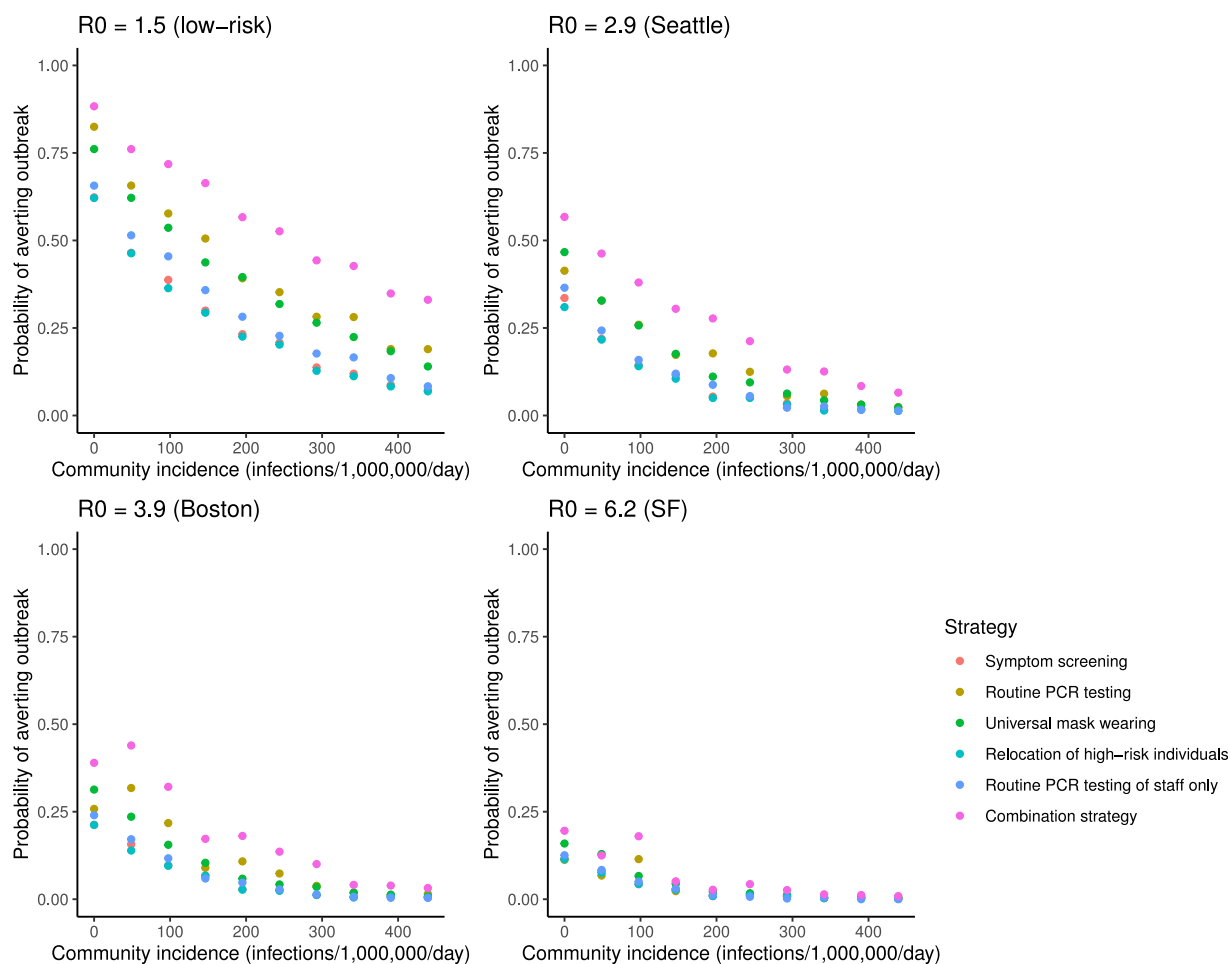 R0 = 1.5 (low−risk)
Probability of averting outbreak
1.00
0.75
0.50
0.25
0.00
0 100 200 300 400
Community incidence (infections/1,000,000/day)
R0 = 2.9 (Seattle)
Probability of averting outbreak
1.00
0.75
0.50
0.25
0.00
0 100 200 300 400
Community incidence (infections/1,000,000/day)
R0 = 3.9 (Boston)
Probability of averting outbreak
1.00
0.75
0.50
0.25
0.00
0 100 200 300 400
Community incidence (infections/1,000,000/day)
R0 = 6.2 (SF)
Probability of averting outbreak
1.00
0.75
0.50
0.25
0.00
0 100 200 300 400
Community incidence (infections/1,000,000/day)
Strategy
Symptom screening
Routine PCR testing
Universal mask wearing
Relocation of high−risk individuals
Routine PCR testing of staff only
Combination strategy